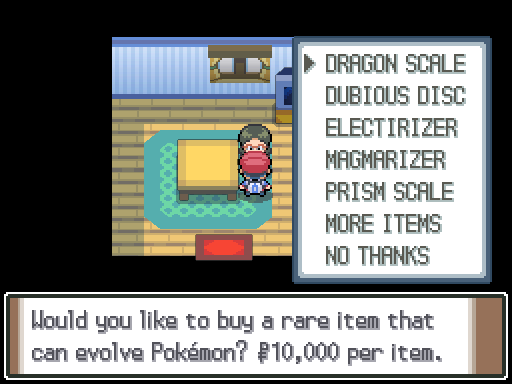 DRAGON SCALE
DUBIOUS DISC
ELECTIRIZER
MAGMARIZER
PRISM SCALE
MORE ITEMS
NO THANKS
Would you like to buy a rare item that
can evolve Pokémon? ₽10,000 per item.